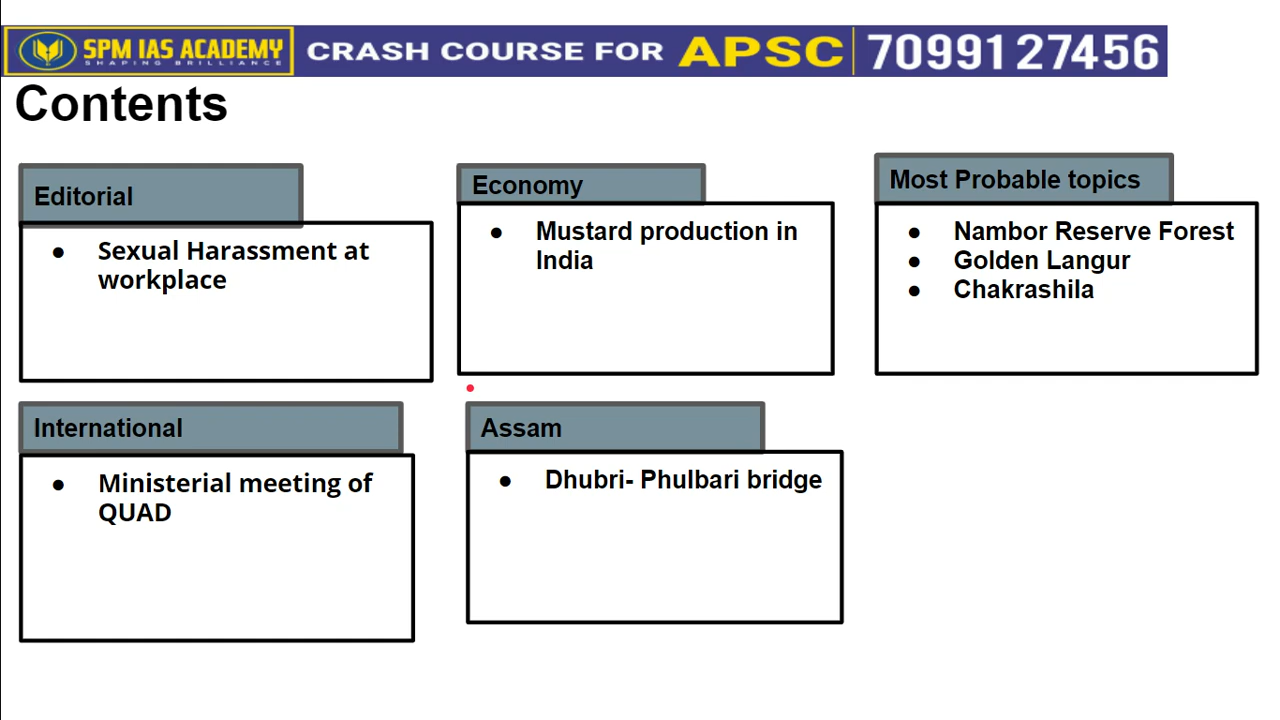 SPM IAS ACADEMY
SHAPING BRILLIANCE
CRASH COURSE FOR APSC 70991 27456
Contents
Editorial
● Sexual Harassment at
workplace
Economy
● Mustard production in
India
Most Probable topics
● Nambor Reserve Forest
● Golden Langur
● Chakrashila
International
● Ministerial meeting of
QUAD
Assam
● Dhubri- Phulbari bridge